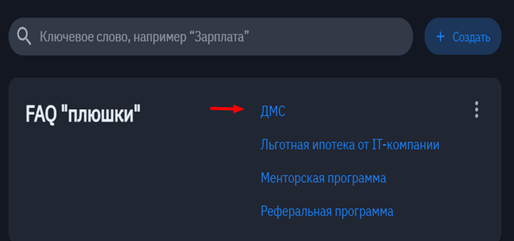 Ключевое слово, например “Зарплата”
+ Создать
FAQ "плюшки"
ДМС
Льготная ипотека от IT-компании
Менторская программа
Реферальная программа